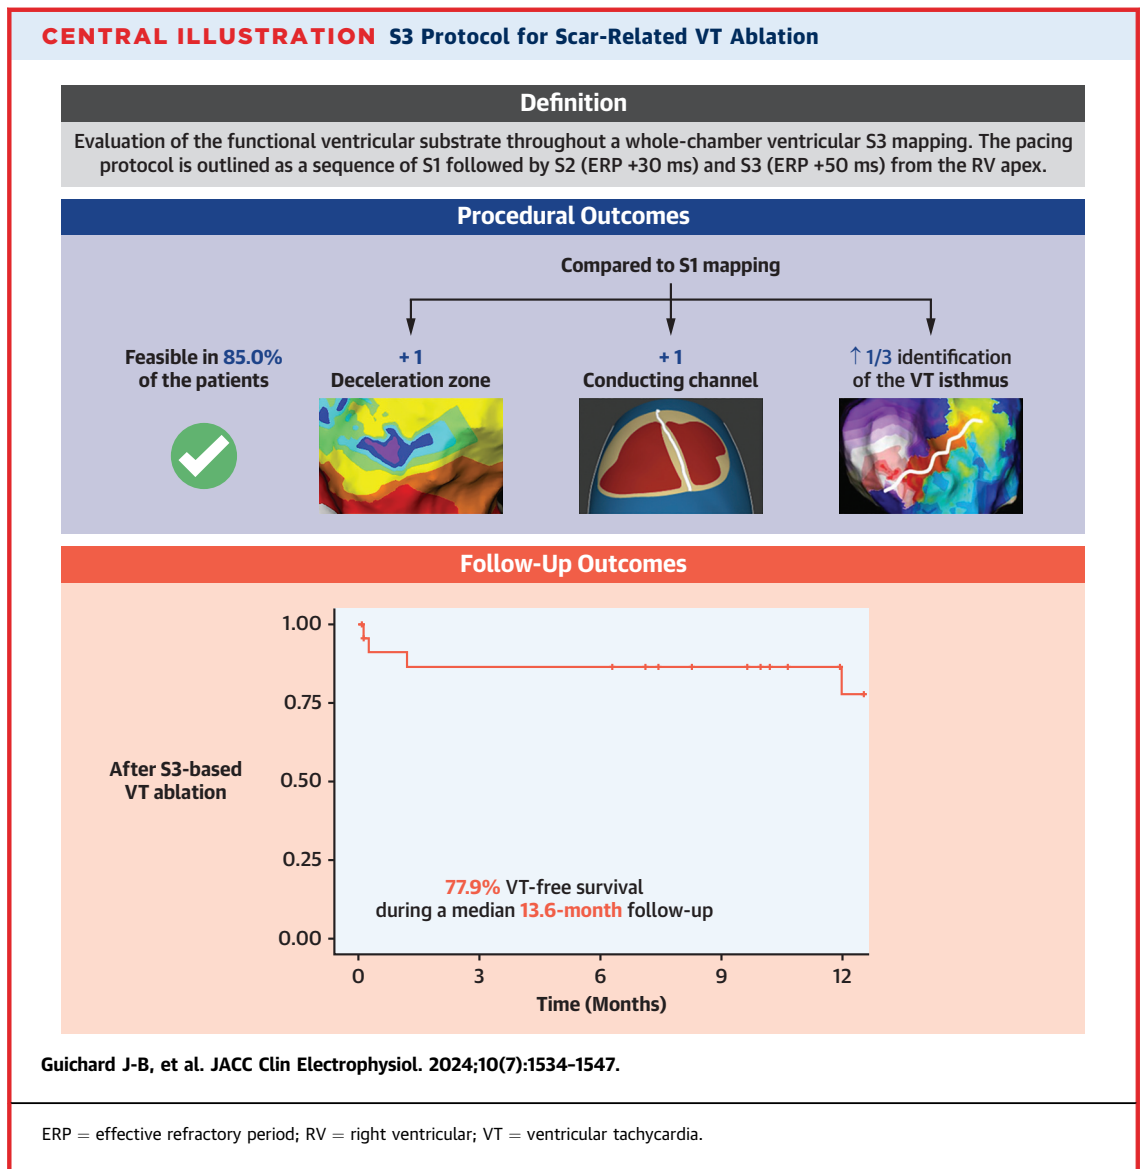 CENTRAL ILLUSTRATION S3 Protocol for Scar-Related VT Ablation
Definition
Evaluation of the functional ventricular substrate throughout a whole-chamber ventricular S3 mapping. The pacing
protocol is outlined as a sequence of S1 followed by S2 (ERP +30 ms) and S3 (ERP +50 ms) from the RV apex.
Procedural Outcomes
Compared to S1 mapping
Feasible in 85.0%
of the patients
+ 1
Deceleration zone
+ 1
Conducting channel
↑ 1/3 identification
of the VT isthmus
Follow-Up Outcomes
After S3-based
VT ablation
1.00
0.75
0.50
0.25
0.00
77.9% VT-free survival
during a median 13.6-month follow-up
0 3 6 9 12
Time (Months)
Guichard J-B, et al. JACC Clin Electrophysiol. 2024;10(7):1534–1547.
ERP = effective refractory period; RV = right ventricular; VT = ventricular tachycardia.